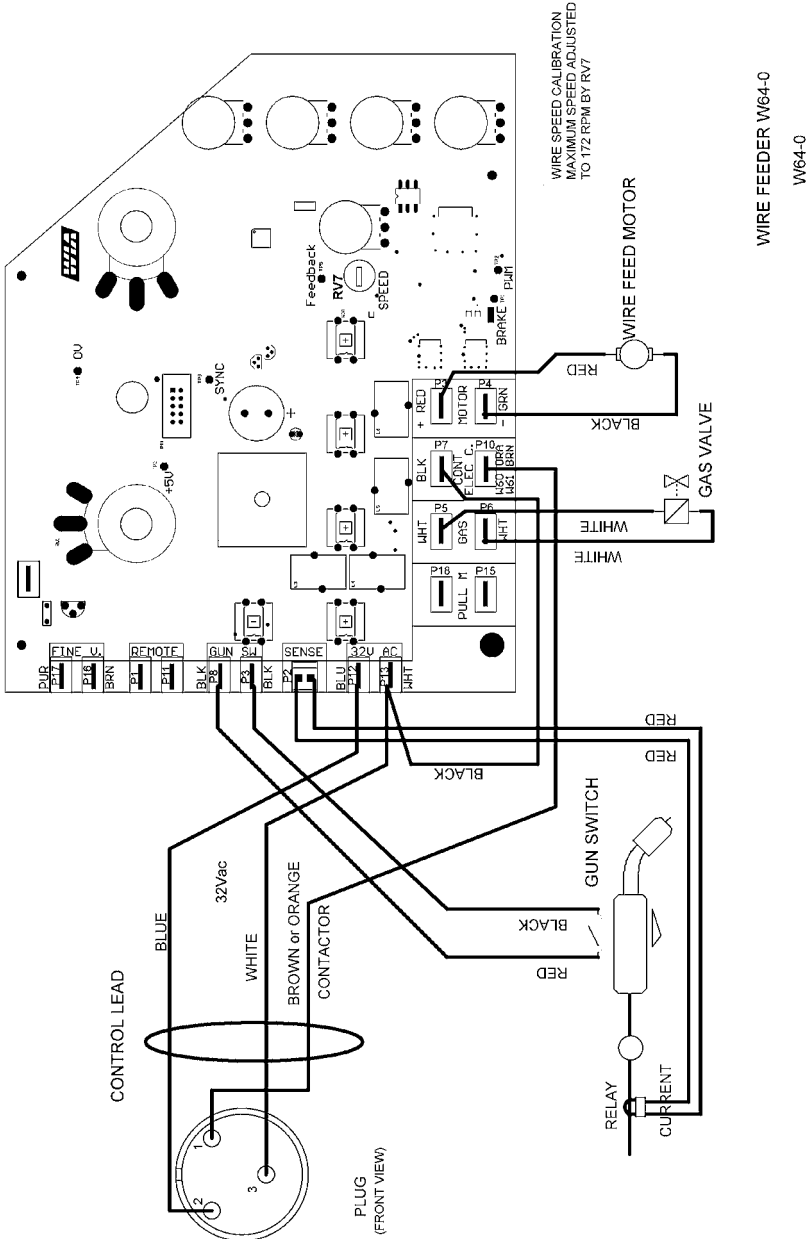 WIRE SPEED CALIBRATION
MAXIMUM SPEED ADJUSTED
TO 172 RPM BY RV7
WIRE FEEDER W64-0
W64-0
0V
SYNC
+5V
Feedback
RV7
SPEED
BRAKE
PWM
FINE V.
REMOTE
GUN SW
SENSE
32V AC
PUR
P17
P16
BRN
P1
P11
BLK
P8
P3
BLK
P2
BLU
P12
P13
WHT
+ RED
P3
MOTOR
P4
- GRN
BLK
P7
CONT
ELEC. C.
P10
WHT
P5
GAS
P6
WHT
P18
PULL M
P15
WIRE FEED MOTOR
RED
BLACK
GAS VALVE
WHITE
WHITE
RED
RED
BLACK
GUN SWITCH
BLACK
RED
RELAY
CURRENT
CONTROL LEAD
BLUE
32Vac
WHITE
BROWN or ORANGE
CONTACTOR
1
2
3
PLUG
(FRONT VIEW)